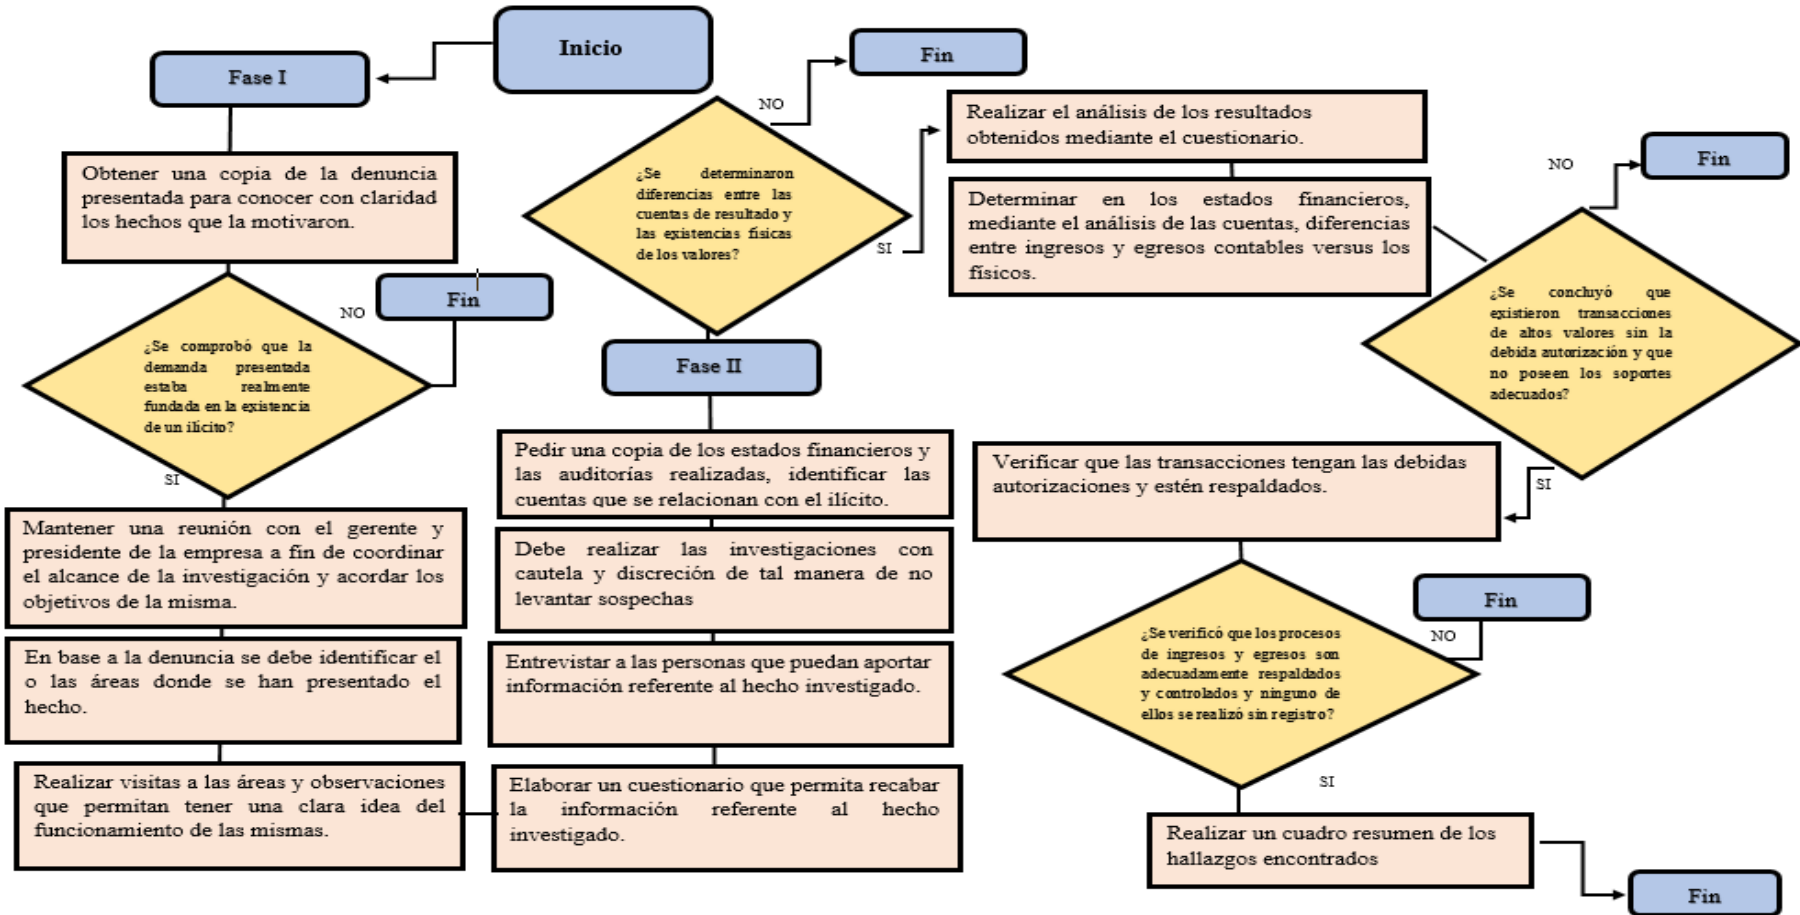 Inicio
Fase I
Obtener una copia de la denuncia
presentada para conocer con claridad
los hechos que la motivaron.
¿Se comprobó que la
demanda presentada
estaba realmente
fundada en la existencia
de un ilícito?
NO
Fin
SI
Mantener una reunión con el gerente y
presidente de la empresa a fin de coordinar
el alcance de la investigación y acordar los
objetivos de la misma.
En base a la denuncia se debe identificar el
o las áreas donde se han presentado el
hecho.
Realizar visitas a las áreas y observaciones
que permitan tener una clara idea del
funcionamiento de las mismas.
¿Se determinaron
diferencias entre las
cuentas de resultado y
las existencias físicas
de los valores?
NO
Fin
SI
Fase II
Pedir una copia de los estados financieros y
las auditorías realizadas, identificar las
cuentas que se relacionan con el ilícito.
Debe realizar las investigaciones con
cautela y discreción de tal manera de no
levantar sospechas
Entrevistar a las personas que puedan aportar
información referente al hecho investigado.
Elaborar un cuestionario que permita recabar
la información referente al hecho
investigado.
Realizar el análisis de los resultados
obtenidos mediante el cuestionario.
Determinar en los estados financieros,
mediante el análisis de las cuentas, diferencias
entre ingresos y egresos contables versus los
físicos.
NO
Fin
¿Se concluyó que
existieron transacciones
de altos valores sin la
debida autorización y que
no poseen los soportes
adecuados?
SI
Verificar que las transacciones tengan las debidas
autorizaciones y estén respaldados.
¿Se verificó que los procesos
de ingresos y egresos son
adecuadamente respaldados
y controlados y ninguno de
ellos se realizó sin registro?
NO
Fin
SI
Realizar un cuadro resumen de los
hallazgos encontrados
Fin